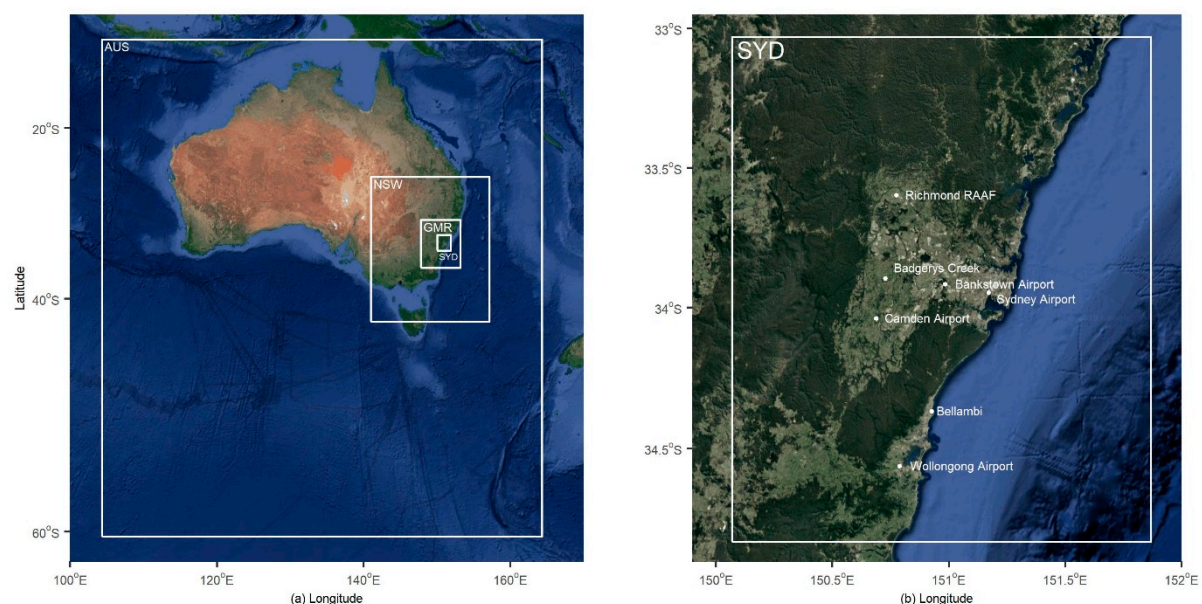 AUS
NSW
GMR
SYD
20°S
40°S
60°S
Latitude
100°E
120°E
140°E
160°E
(a) Longitude
SYD
Richmond RAAF
Badgerys Creek
Bankstown Airport
Sydney Airport
Camden Airport
Bellambi
Wollongong Airport
33°S
33.5°S
34°S
34.5°S
150°E
150.5°E
151°E
151.5°E
152°E
(b) Longitude